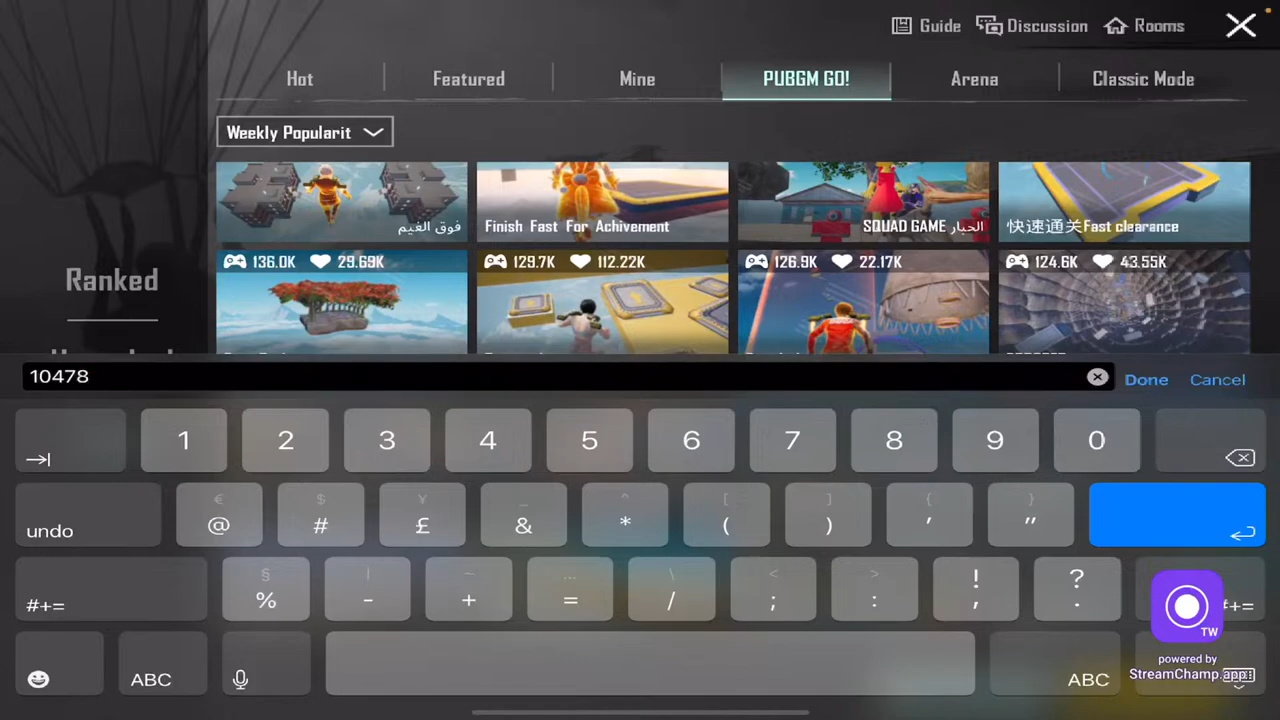 Guide Discussion Rooms
Hot Featured Mine PUBGM GO! Arena Classic Mode
Weekly Popularit
فوق الغيم
Finish Fast For Achivement
SQUAD GAME الحبار
快速通关Fast clearance
Ranked
136.0K 29.69K
129.7K 112.22K
126.9K 22.17K
124.6K 43.55K
10478
Done Cancel
1 2 3 4 5 6 7 8 9 0
€ $ ¥ _ ^ [ ] { }
undo @ # £ & * ( ) ' "
§ | ~ … \ < > ! ?
#+= % - + = / ; : , . #+=
ABC ABC
TW
powered by
StreamChamp.app